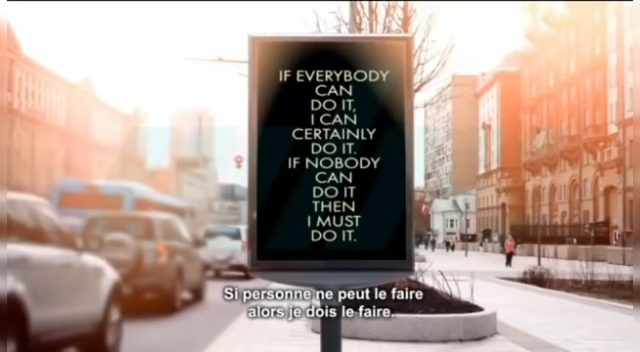 IF EVERYBODY
CAN
DO IT,
I CAN
CERTAINLY
DO IT.
IF NOBODY
CAN
DO IT
THEN
I MUST
DO IT.
Si personne ne peut le faire
alors je dois le faire.